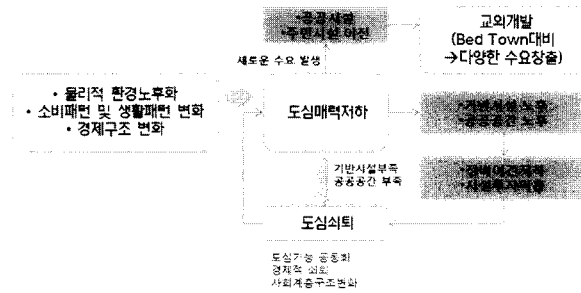 •공공시설
•주민시설 이전
교외개발
(Bed Town대비
→다양한 수요창출)
새로운 수요 발생
• 물리적 환경노후화
• 소비패턴 및 생활패턴 변화
• 경제구조 변화
도심매력저하
•기반시설 노후
•공공공간 노후
기반시설부족
공공공간 부족
도심쇠퇴
도심기능 공동화
경제적 쇠퇴
사회계층구조변화